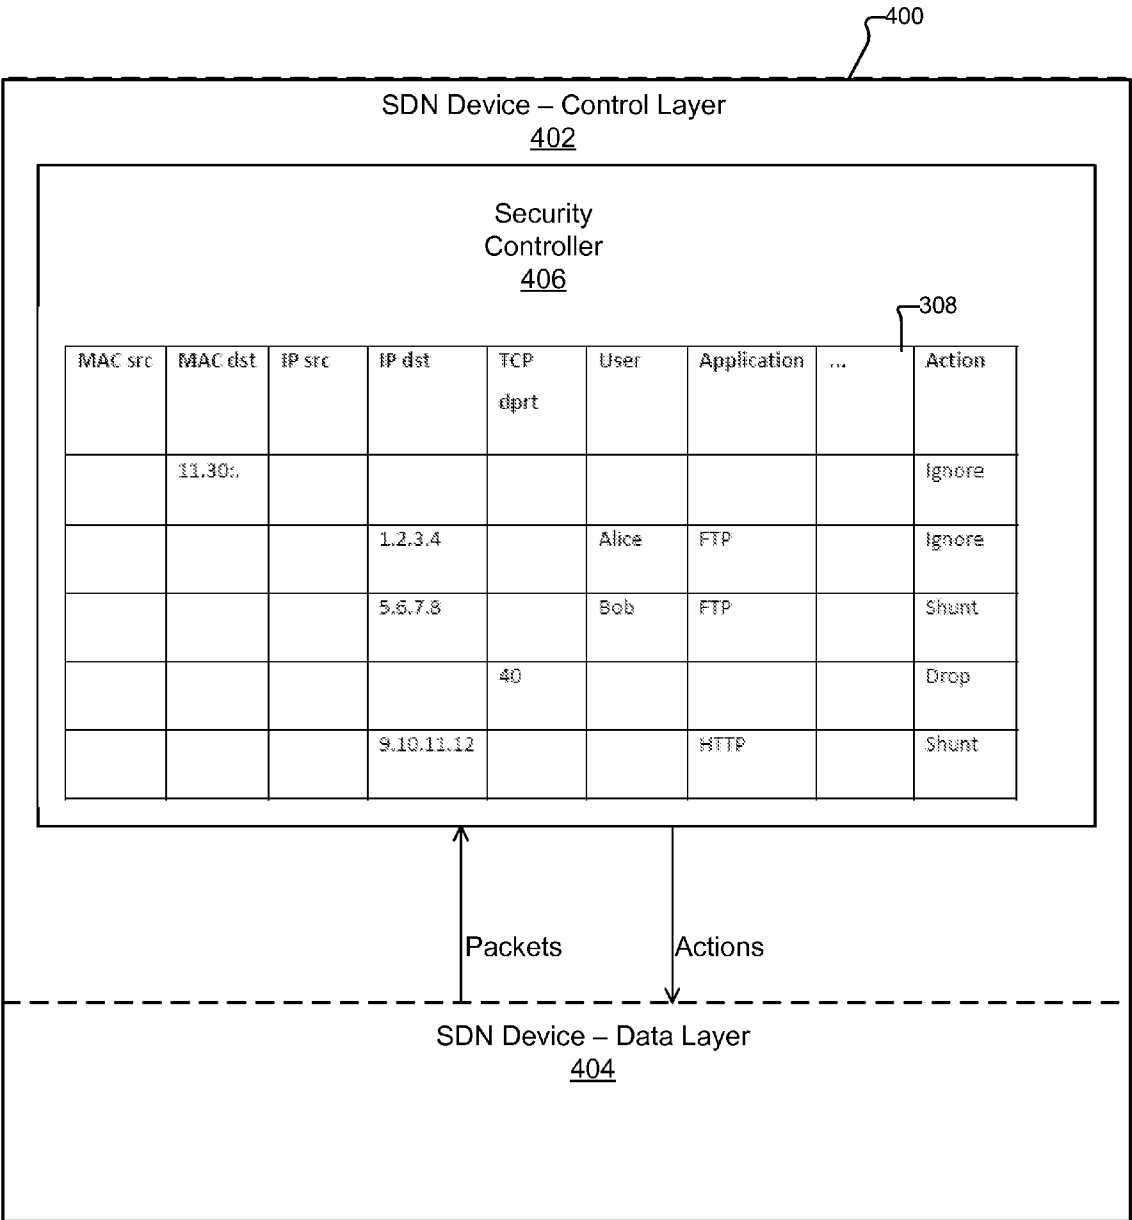 400
SDN Device – Control Layer
402
Security
Controller
406
308
MAC src MAC dst IP src IP dst TCP User Application ... Action
dprt
11.30:. Ignore
1.2.3.4 Alice FTP Ignore
5.6.7.8 Bob FTP Shunt
40 Drop
9.10.11.12 HTTP Shunt
Packets Actions
SDN Device – Data Layer
404